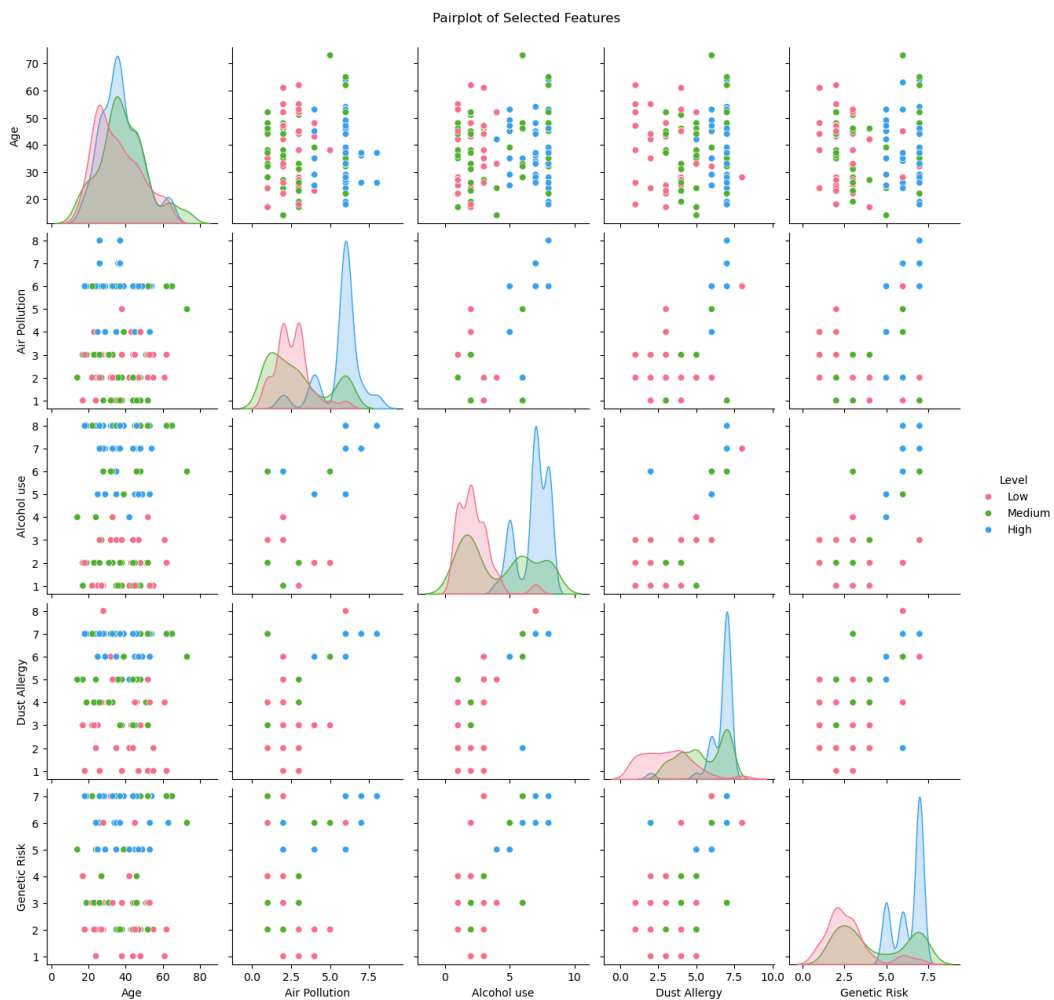 Pairplot of Selected Features
70
60
50
40
30
20
Age
8
7
6
5
4
3
2
1
Air Pollution
8
7
6
5
4
3
2
1
Alcohol use
Level
Low
Medium
High
8
7
6
5
4
3
2
1
Dust Allergy
7
6
5
4
3
2
1
Genetic Risk
0 20 40 60 80
Age
0.0 2.5 5.0 7.5
Air Pollution
0 5 10
Alcohol use
0.0 2.5 5.0 7.5 10.0
Dust Allergy
0.0 2.5 5.0 7.5
Genetic Risk